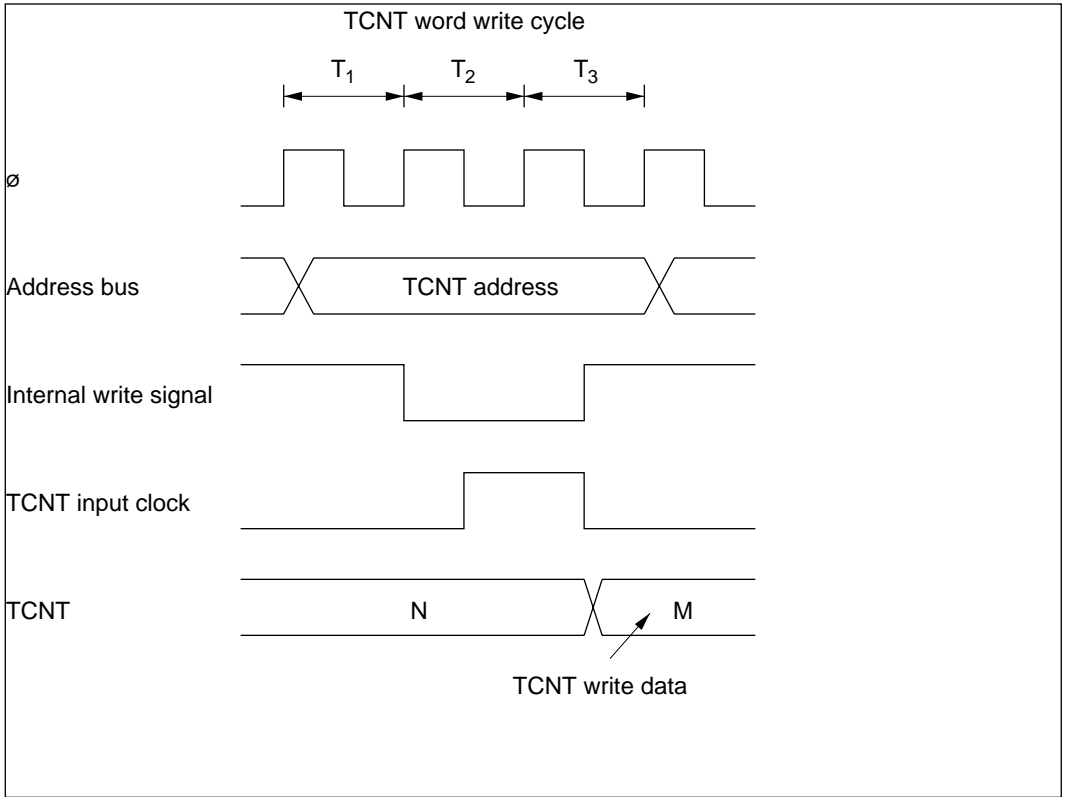 TCNT word write cycle
T1 T2 T3
ø
Address bus
TCNT address
Internal write signal
TCNT input clock
TCNT
N
M
TCNT write data